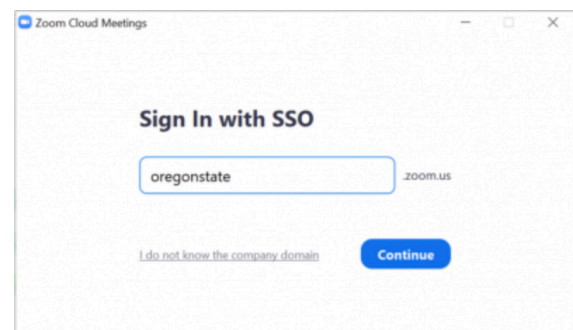 Zoom Cloud Meetings
Sign In with SSO
oregonstate .zoom.us
I do not know the company domain Continue